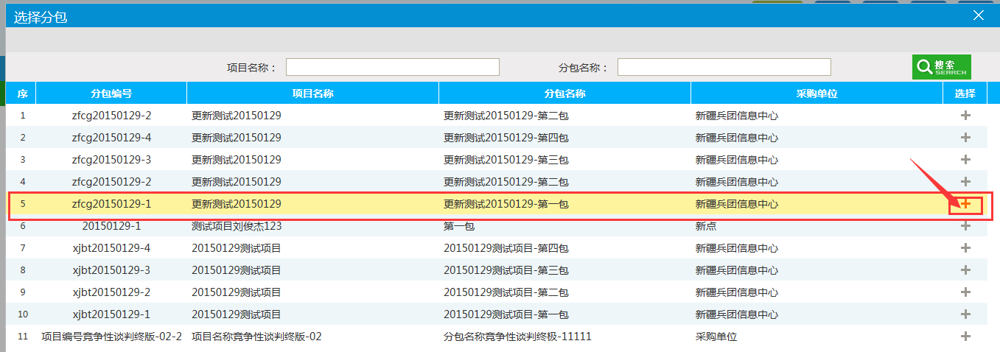 选择分包
项目名称： 分包名称： 搜索 SEARCH
序 分包编号 项目名称 分包名称 采购单位 选择
1 zfcg20150129-2 更新测试20150129 更新测试20150129-第二包 新疆兵团信息中心
2 zfcg20150129-4 更新测试20150129 更新测试20150129-第四包 新疆兵团信息中心
3 zfcg20150129-3 更新测试20150129 更新测试20150129-第三包 新疆兵团信息中心
4 zfcg20150129-2 更新测试20150129 更新测试20150129-第二包 新疆兵团信息中心
5 zfcg20150129-1 更新测试20150129 更新测试20150129-第一包 新疆兵团信息中心
6 20150129-1 测试项目刘俊杰123 第一包 新点
7 xjbt20150129-4 20150129测试项目 20150129测试项目-第四包 新疆兵团信息中心
8 xjbt20150129-3 20150129测试项目 20150129测试项目-第三包 新疆兵团信息中心
9 xjbt20150129-2 20150129测试项目 20150129测试项目-第二包 新疆兵团信息中心
10 xjbt20150129-1 20150129测试项目 20150129测试项目-第一包 新疆兵团信息中心
11 项目编号竞争性谈判终版-02-2 项目名称竞争性谈判终版-02 分包名称竞争性谈判终极-11111 采购单位